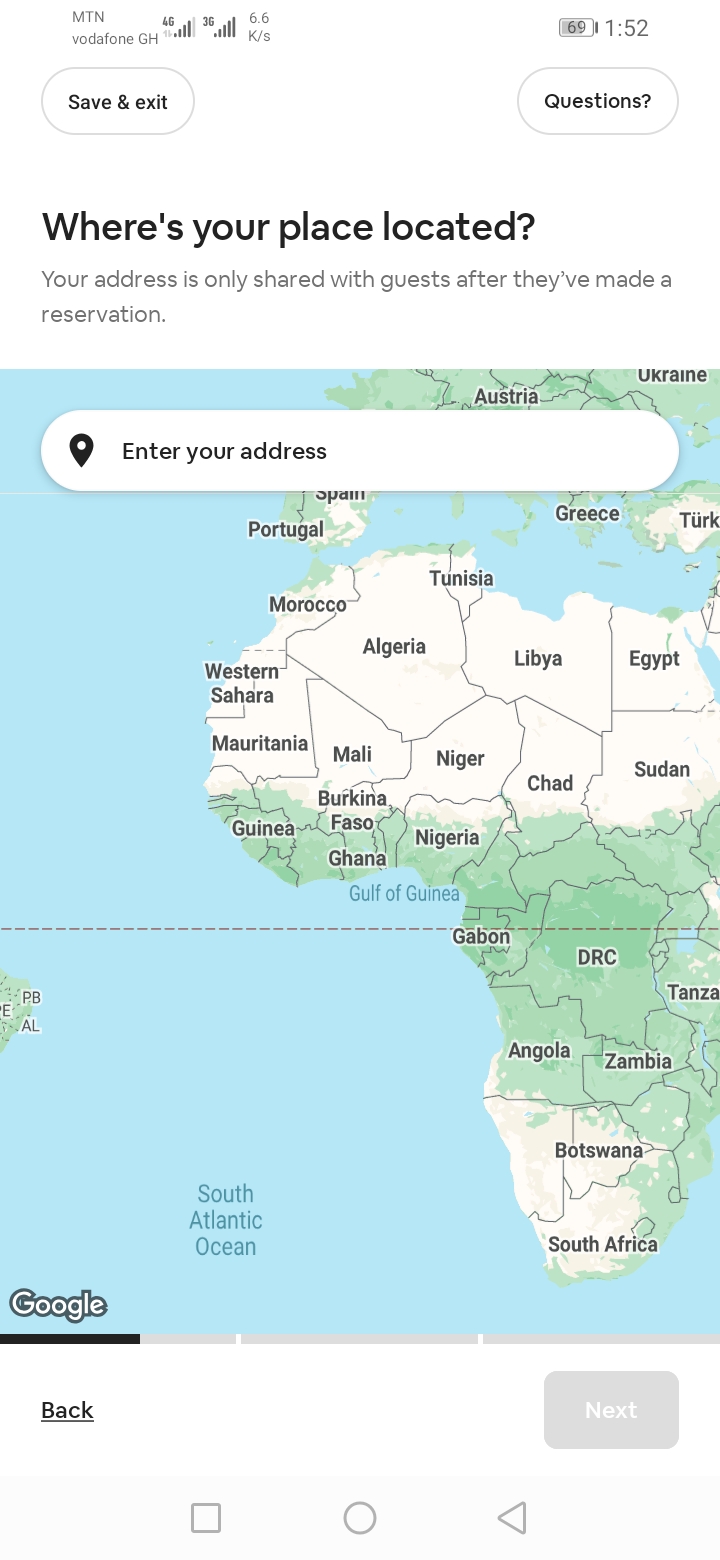 MTN
vodafone GH
4G
3G
6.6
K/s
69
1:52
Save & exit
Questions?
Where's your place located?
Your address is only shared with guests after they’ve made a
reservation.
Ukraine
Austria
Enter your address
Spain
Portugal
Greece
Türk
Tunisia
Morocco
Algeria
Libya
Egypt
Western
Sahara
Mauritania
Mali
Niger
Chad
Sudan
Burkina
Faso
Guinea
Nigeria
Ghana
Gulf of Guinea
Gabon
DRC
Tanza
PB
PE
AL
Angola
Zambia
Botswana
South
Atlantic
Ocean
South Africa
Google
Back
Next